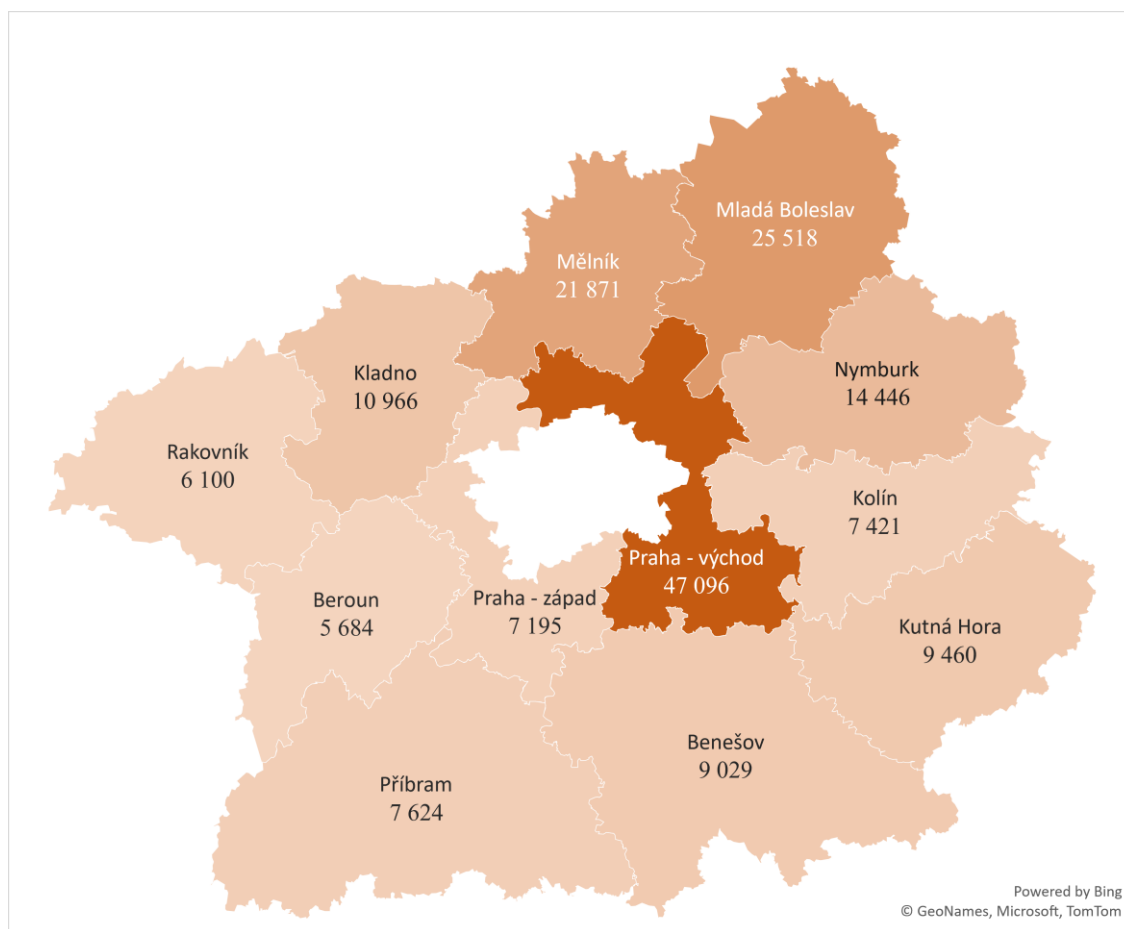 Mladá Boleslav
25 518
Mělník
21 871
Kladno
10 966
Nymburk
14 446
Rakovník
6 100
Kolín
7 421
Praha - východ
47 096
Beroun
5 684
Praha - západ
7 195
Kutná Hora
9 460
Benešov
9 029
Příbram
7 624
Powered by Bing
© GeoNames, Microsoft, TomTom